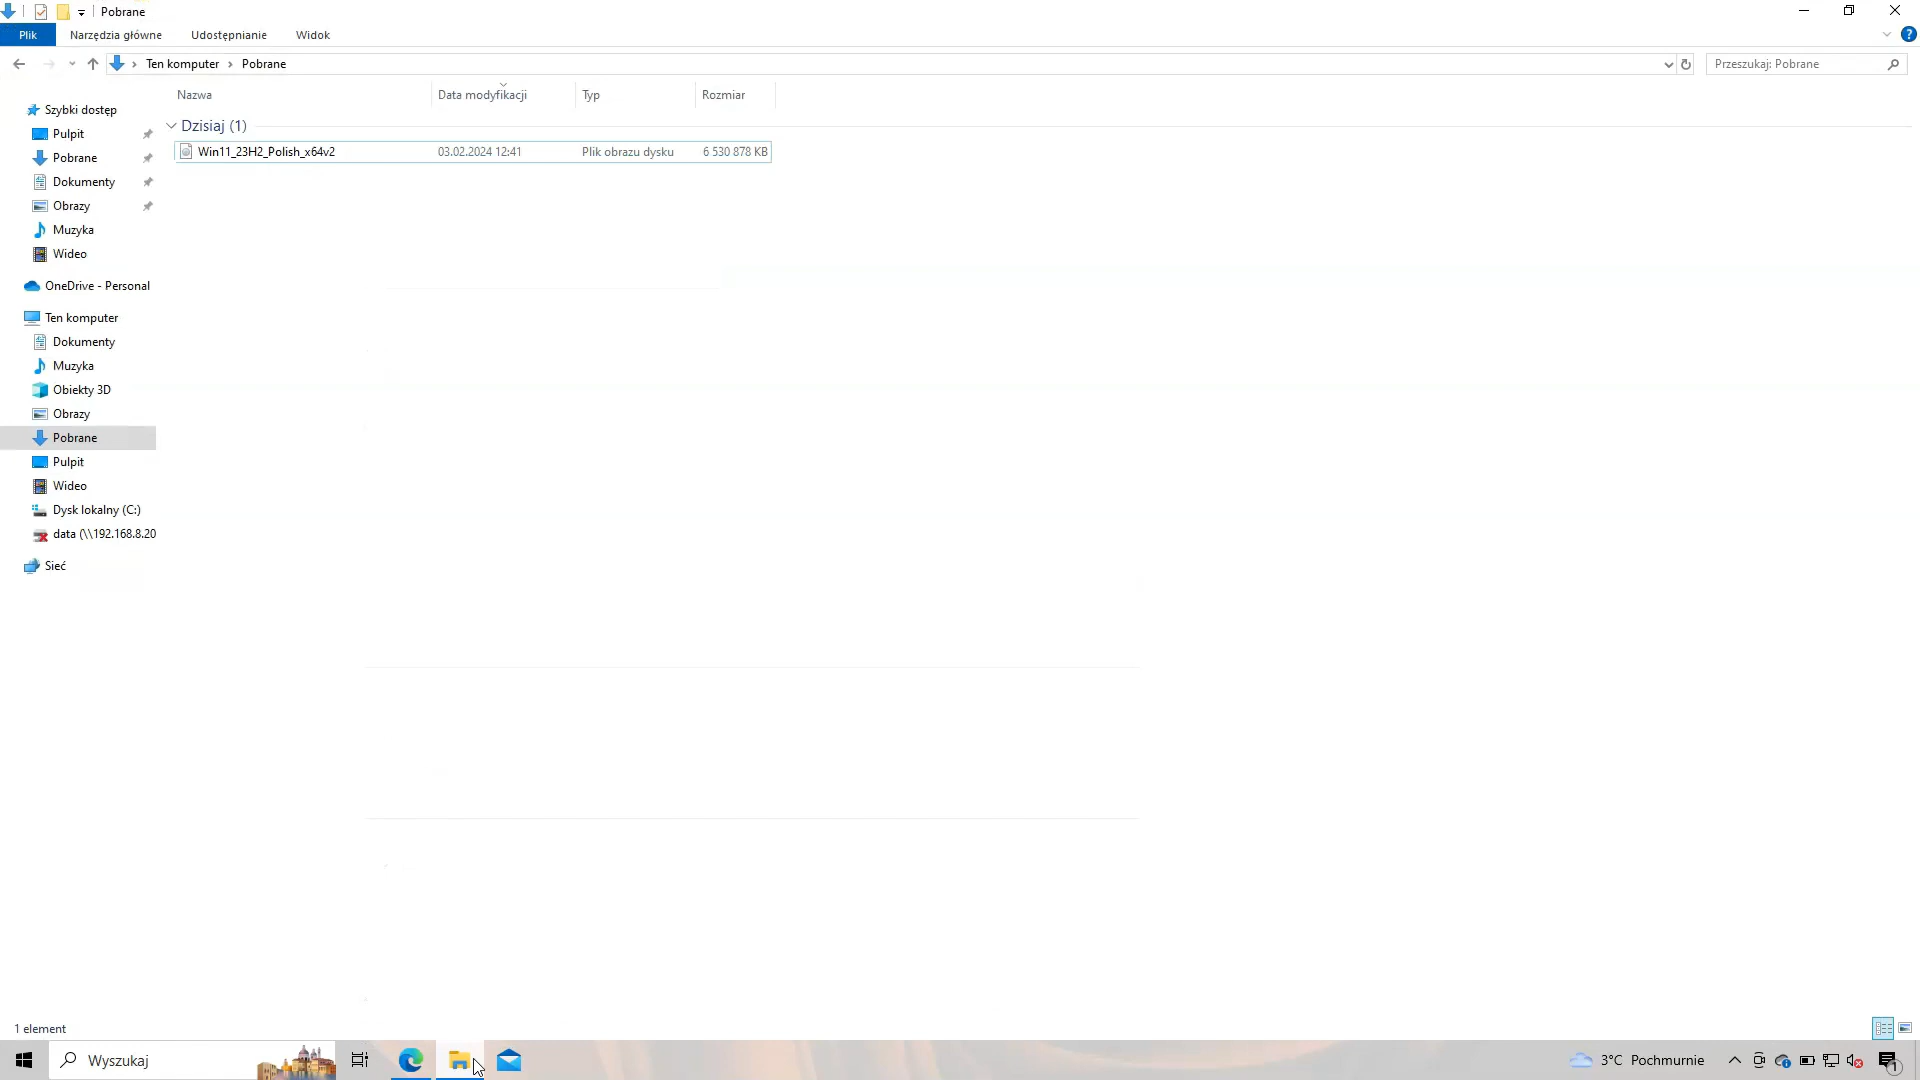 Pobrane
Plik Narzędzia główne Udostępnianie Widok
Ten komputer Pobrane Przeszukaj: Pobrane
Nazwa Data modyfikacji Typ Rozmiar
Szybki dostęp
Pulpit
Pobrane
Dokumenty
Obrazy
Muzyka
Wideo
OneDrive - Personal
Ten komputer
Dokumenty
Muzyka
Obiekty 3D
Obrazy
Pobrane
Pulpit
Wideo
Dysk lokalny (C:)
data (\\192.168.8.20
Sieć
Dzisiaj (1)
Win11_23H2_Polish_x64v2 03.02.2024 12:41 Plik obrazu dysku 6 530 878 KB
1 element
Wyszukaj 3°C Pochmurnie 1